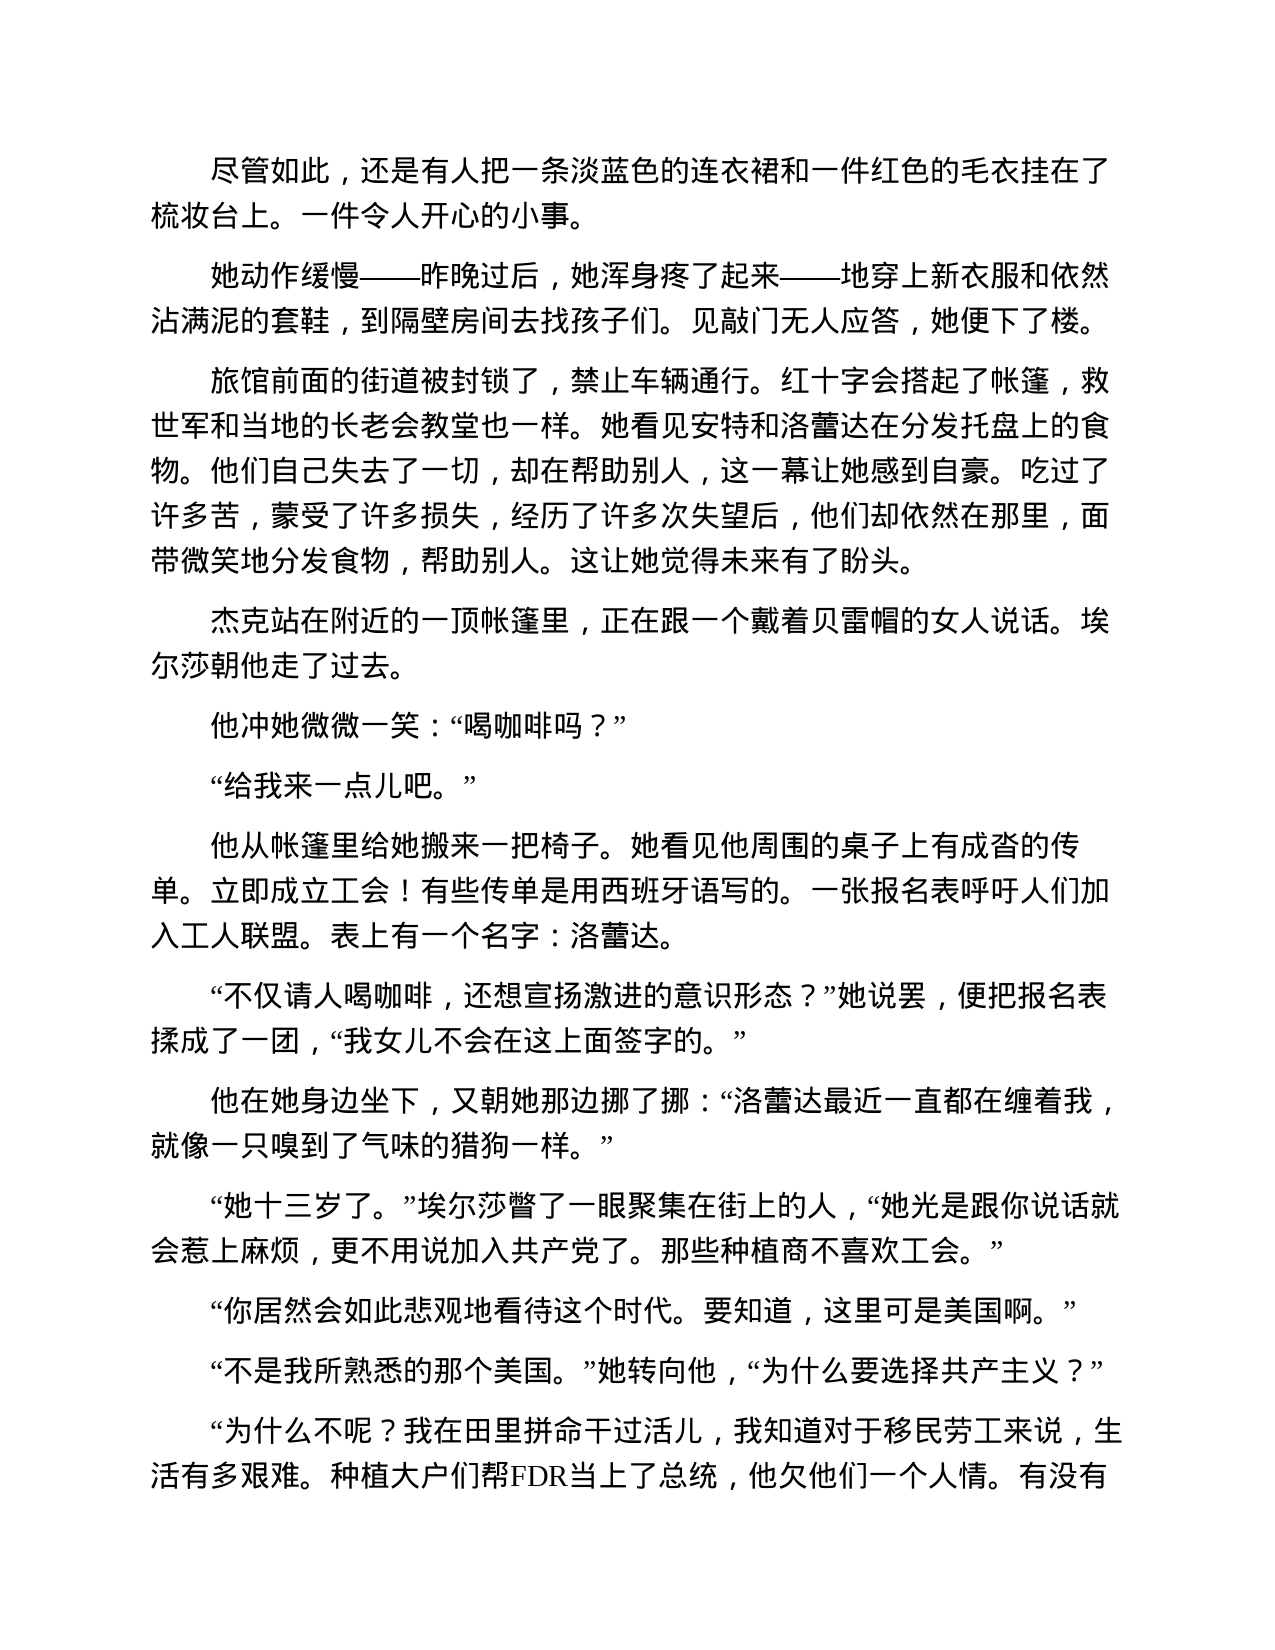 尽管如此，还是有人把一条淡蓝色的连衣裙和一件红色的毛衣挂在了
梳妆台上。一件令人开心的小事。
她动作缓慢——昨晚过后，她浑身疼了起来——地穿上新衣服和依然
沾满泥的套鞋，到隔壁房间去找孩子们。见敲门无人应答，她便下了楼。
旅馆前面的街道被封锁了，禁止车辆通行。红十字会搭起了帐篷，救
世军和当地的长老会教堂也一样。她看见安特和洛蕾达在分发托盘上的食
物。他们自己失去了一切，却在帮助别人，这一幕让她感到自豪。吃过了
许多苦，蒙受了许多损失，经历了许多次失望后，他们却依然在那里，面
带微笑地分发食物，帮助别人。这让她觉得未来有了盼头。
杰克站在附近的一顶帐篷里，正在跟一个戴着贝雷帽的女人说话。埃
尔莎朝他走了过去。
他冲她微微一笑：“喝咖啡吗？”
“给我来一点儿吧。”
他从帐篷里给她搬来一把椅子。她看见他周围的桌子上有成沓的传
单。立即成立工会！有些传单是用西班牙语写的。一张报名表呼吁人们加
入工人联盟。表上有一个名字：洛蕾达。
“不仅请人喝咖啡，还想宣扬激进的意识形态？”她说罢，便把报名表
揉成了一团，“我女儿不会在这上面签字的。”
他在她身边坐下，又朝她那边挪了挪：“洛蕾达最近一直都在缠着我，
就像一只嗅到了气味的猎狗一样。”
“她十三岁了。”埃尔莎瞥了一眼聚集在街上的人，“她光是跟你说话就
会惹上麻烦，更不用说加入共产党了。那些种植商不喜欢工会。”
“你居然会如此悲观地看待这个时代。要知道，这里可是美国啊。”
“不是我所熟悉的那个美国。”她转向他，“为什么要选择共产主义？”
“为什么不呢？我在田里拼命干过活儿，我知道对于移民劳工来说，生
活有多艰难。种植大户们帮FDR当上了总统，他欠他们一个人情。有没有